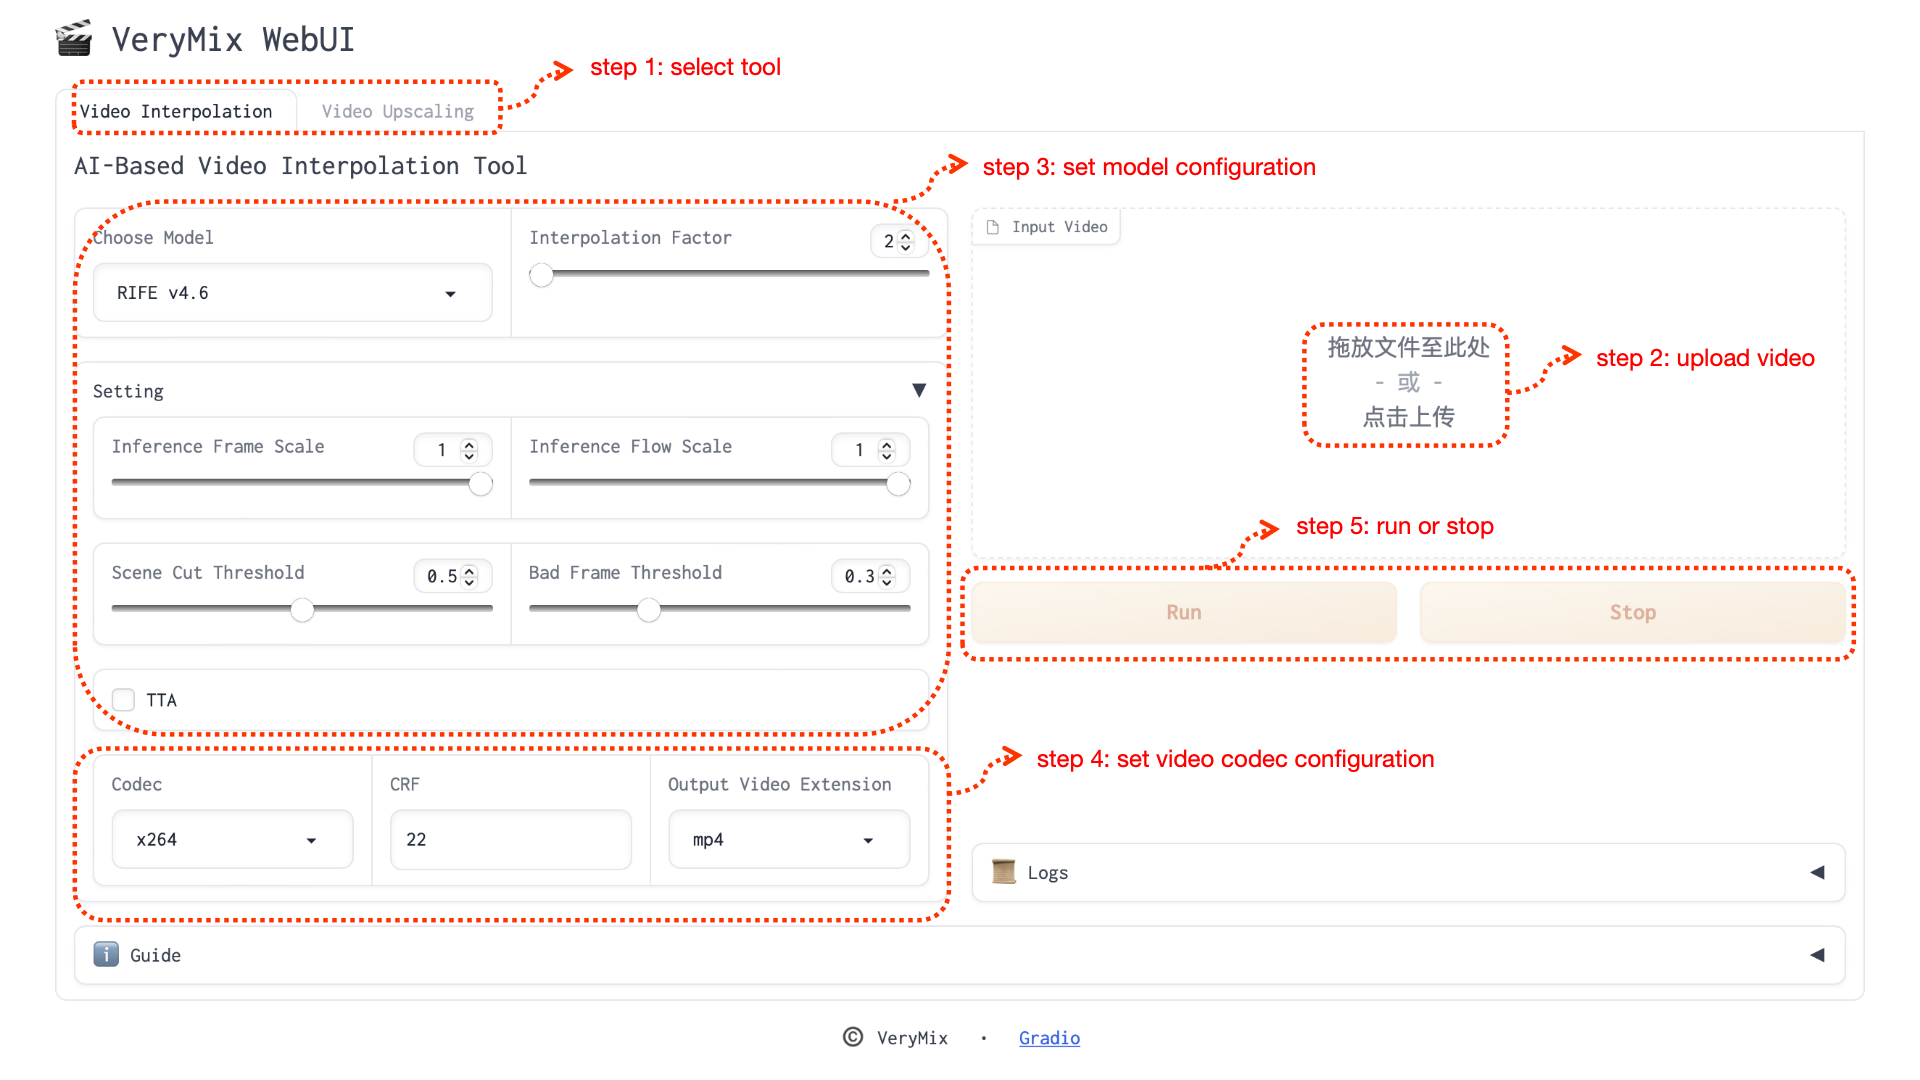 VeryMix WebUI
step 1: select tool
Video Interpolation
Video Upscaling
AI-Based Video Interpolation Tool
step 3: set model configuration
Choose Model
RIFE v4.6
Interpolation Factor
2
Input Video
拖放文件至此处
- 或 -
点击上传
step 2: upload video
Setting
Inference Frame Scale
1
Inference Flow Scale
1
step 5: run or stop
Scene Cut Threshold
0.5
Bad Frame Threshold
0.3
Run
Stop
TTA
step 4: set video codec configuration
Codec
x264
CRF
22
Output Video Extension
mp4
Logs
Guide
© VeryMix · Gradio